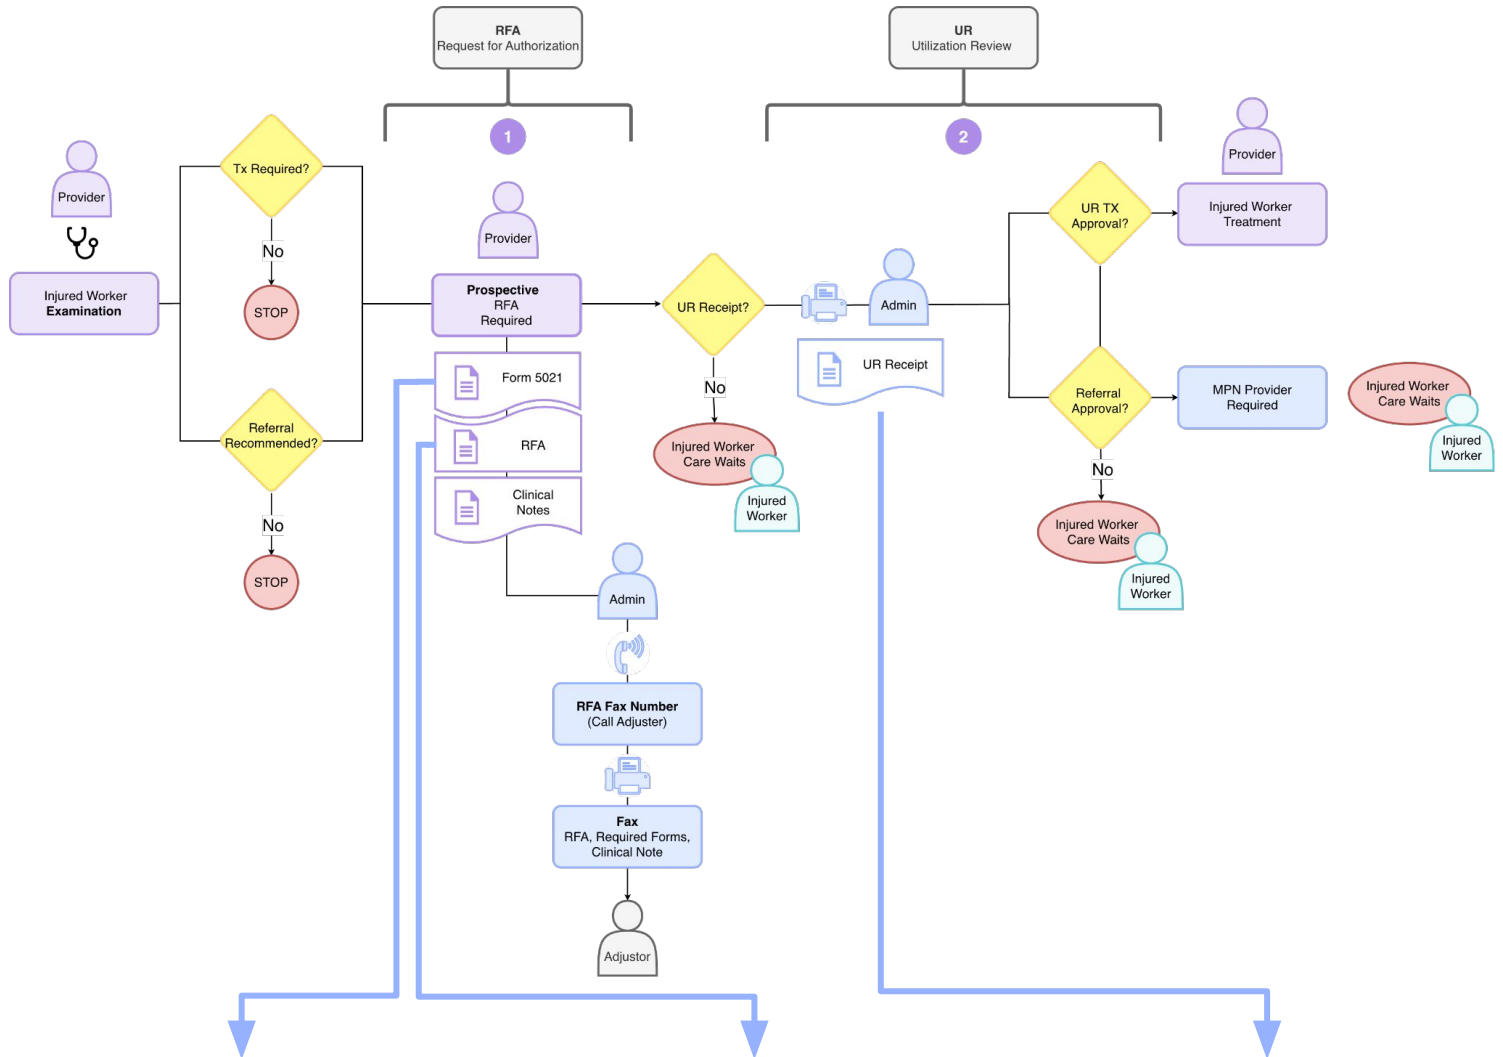 RFA
Request for Authorization
UR
Utilization Review
1
2
Provider
Tx Required?
Provider
Provider
No
Injured Worker
Examination
STOP
Referral
Recommended?
No
STOP
Prospective
RFA
Required
Form 5021
RFA
Clinical
Notes
UR Receipt?
No
Injured Worker
Care Waits
Injured
Worker
Admin
UR Receipt
UR TX
Approval?
Injured Worker
Treatment
Referral
Approval?
MPN Provider
Required
Injured Worker
Care Waits
Injured
Worker
No
Injured Worker
Care Waits
Injured
Worker
Admin
RFA Fax Number
(Call Adjuster)
Fax
RFA, Required Forms,
Clinical Note
Adjustor